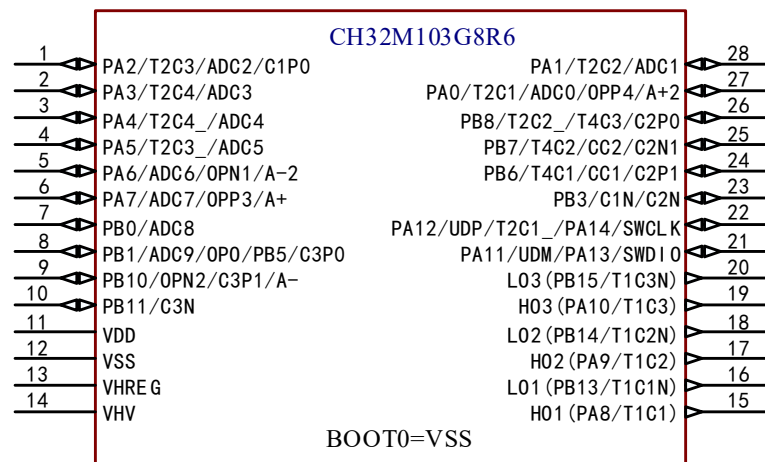 CH32M103G8R6
1 PA2/T2C3/ADC2/C1P0 PA1/T2C2/ADC1 28
2 PA3/T2C4/ADC3 PA0/T2C1/ADC0/OPP4/A+2 27
3 PA4/T2C4_/ADC4 PB8/T2C2_/T4C3/C2P0 26
4 PA5/T2C3_/ADC5 PB7/T4C2/CC2/C2N1 25
5 PA6/ADC6/OPN1/A-2 PB6/T4C1/CC1/C2P1 24
6 PA7/ADC7/OPP3/A+ PB3/C1N/C2N 23
7 PB0/ADC8 PA12/UDP/T2C1_/PA14/SWCLK 22
8 PB1/ADC9/OP0/PB5/C3P0 PA11/UDM/PA13/SWDIO 21
9 PB10/OPN2/C3P1/A- LO3(PB15/T1C3N) 20
10 PB11/C3N HO3(PA10/T1C3) 19
11 VDD LO2(PB14/T1C2N) 18
12 VSS HO2(PA9/T1C2) 17
13 VHREG LO1(PB13/T1C1N) 16
14 VHV HO1(PA8/T1C1) 15
BOOT0=VSS